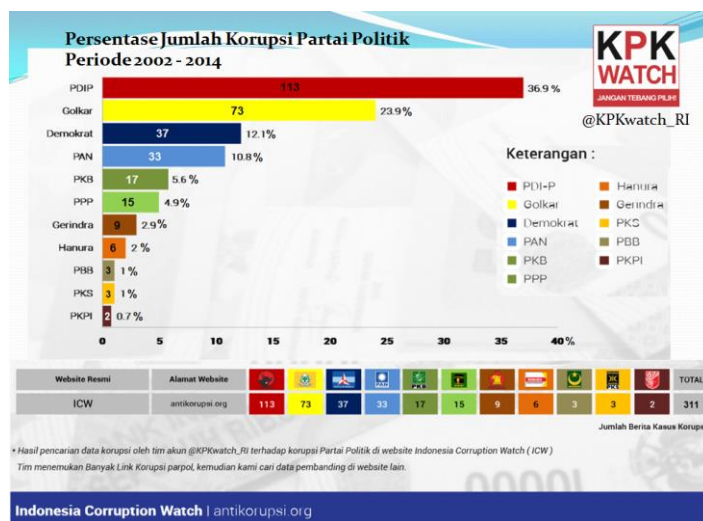 Persentase Jumlah Korupsi Partai Politik
Periode 2002 - 2014
KPK
WATCH
JANGAN TEBANG PILIH!
@KPKwatch_RI
PDIP 113 36.9 %
Golkar 73 23.9%
Demokrat 37 12.1%
PAN 33 10.8%
PKB 17 5.6 %
PPP 15 4.9%
Gerindra 9 2.9%
Hanura 6 2 %
PBB 3 1 %
PKS 3 1 %
PKPI 2 0.7 %
0 5 10 15 20 25 30 35 40 %
Keterangan :
PDI-P Hanura
Golkar Gerindra
Demokrat PKS
PAN PBB
PKB PKPI
PPP
Website Resmi Alamat Website PAN PKB TOTAL
ICW antikorupsi.org 113 73 37 33 17 15 9 6 3 3 2 311
Jumlah Berita Kasus Korupsi
* Hasil pencarian data korupsi oleh tim akun @KPKwatch_RI terhadap korupsi Partai Politik di website Indonesia Corruption Watch ( ICW )
Tim menemukan Banyak Link Korupsi parpol, kemudian kami cari data pembanding di website lain.
Indonesia Corruption Watch | antikorupsi.org